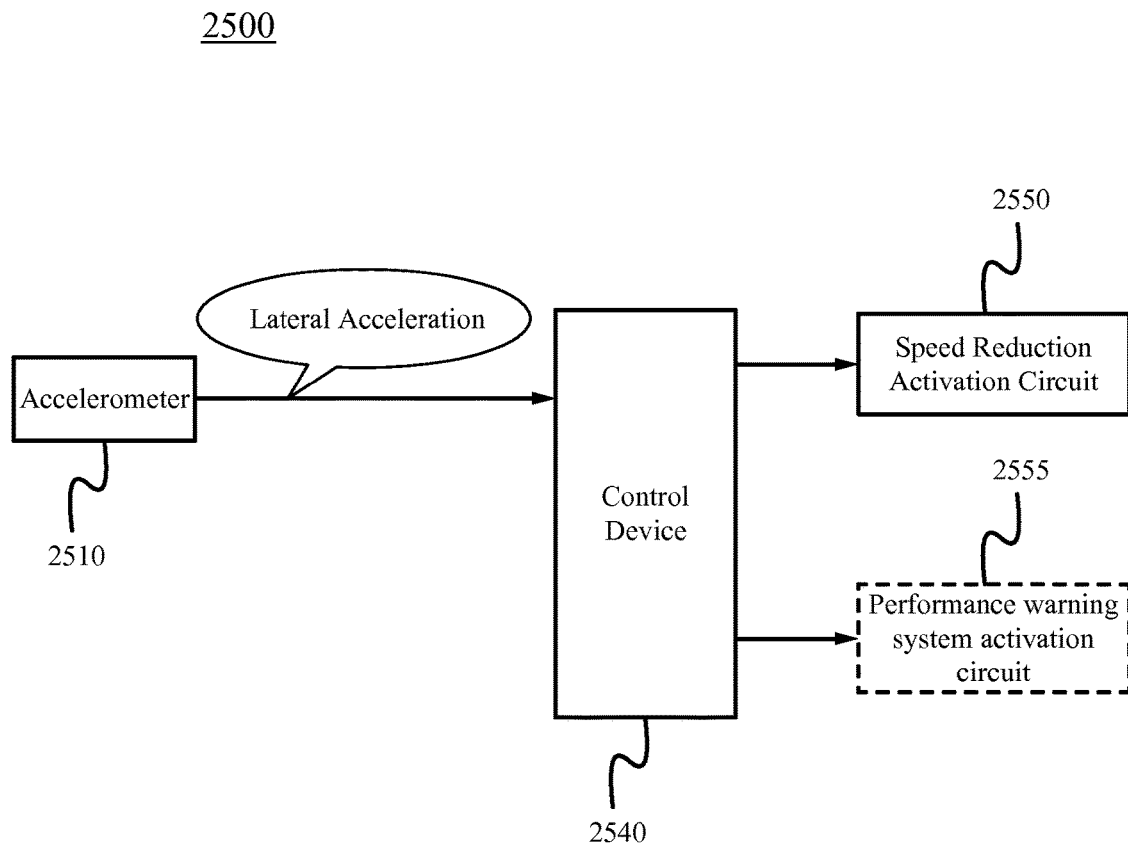 2500
2550
Lateral Acceleration
Speed Reduction
Activation Circuit
Accelerometer
2555
Control
Device
2510
Performance warning
system activation
circuit
2540